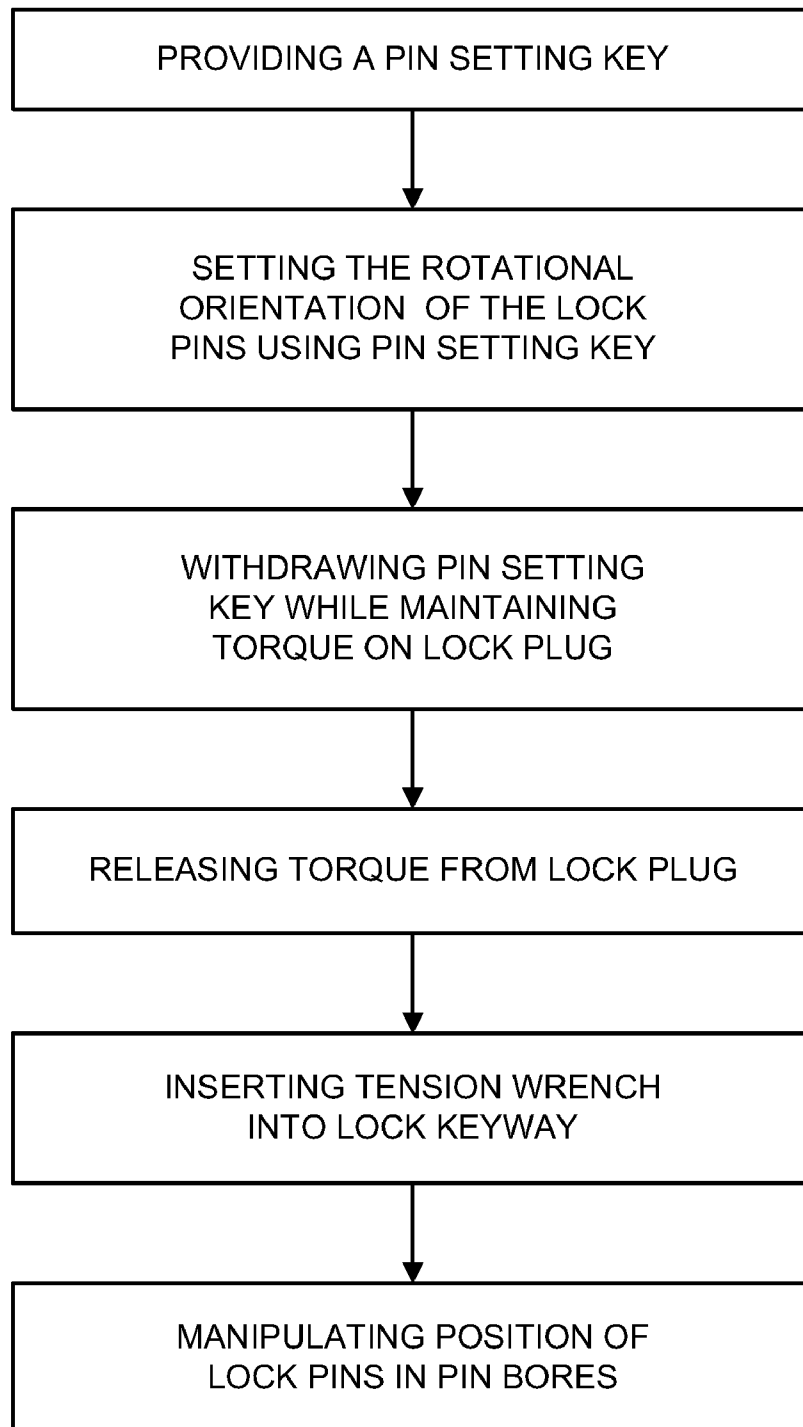 PROVIDING A PIN SETTING KEY
SETTING THE ROTATIONAL
ORIENTATION OF THE LOCK
PINS USING PIN SETTING KEY
WITHDRAWING PIN SETTING
KEY WHILE MAINTAINING
TORQUE ON LOCK PLUG
RELEASING TORQUE FROM LOCK PLUG
INSERTING TENSION WRENCH
INTO LOCK KEYWAY
MANIPULATING POSITION OF
LOCK PINS IN PIN BORES